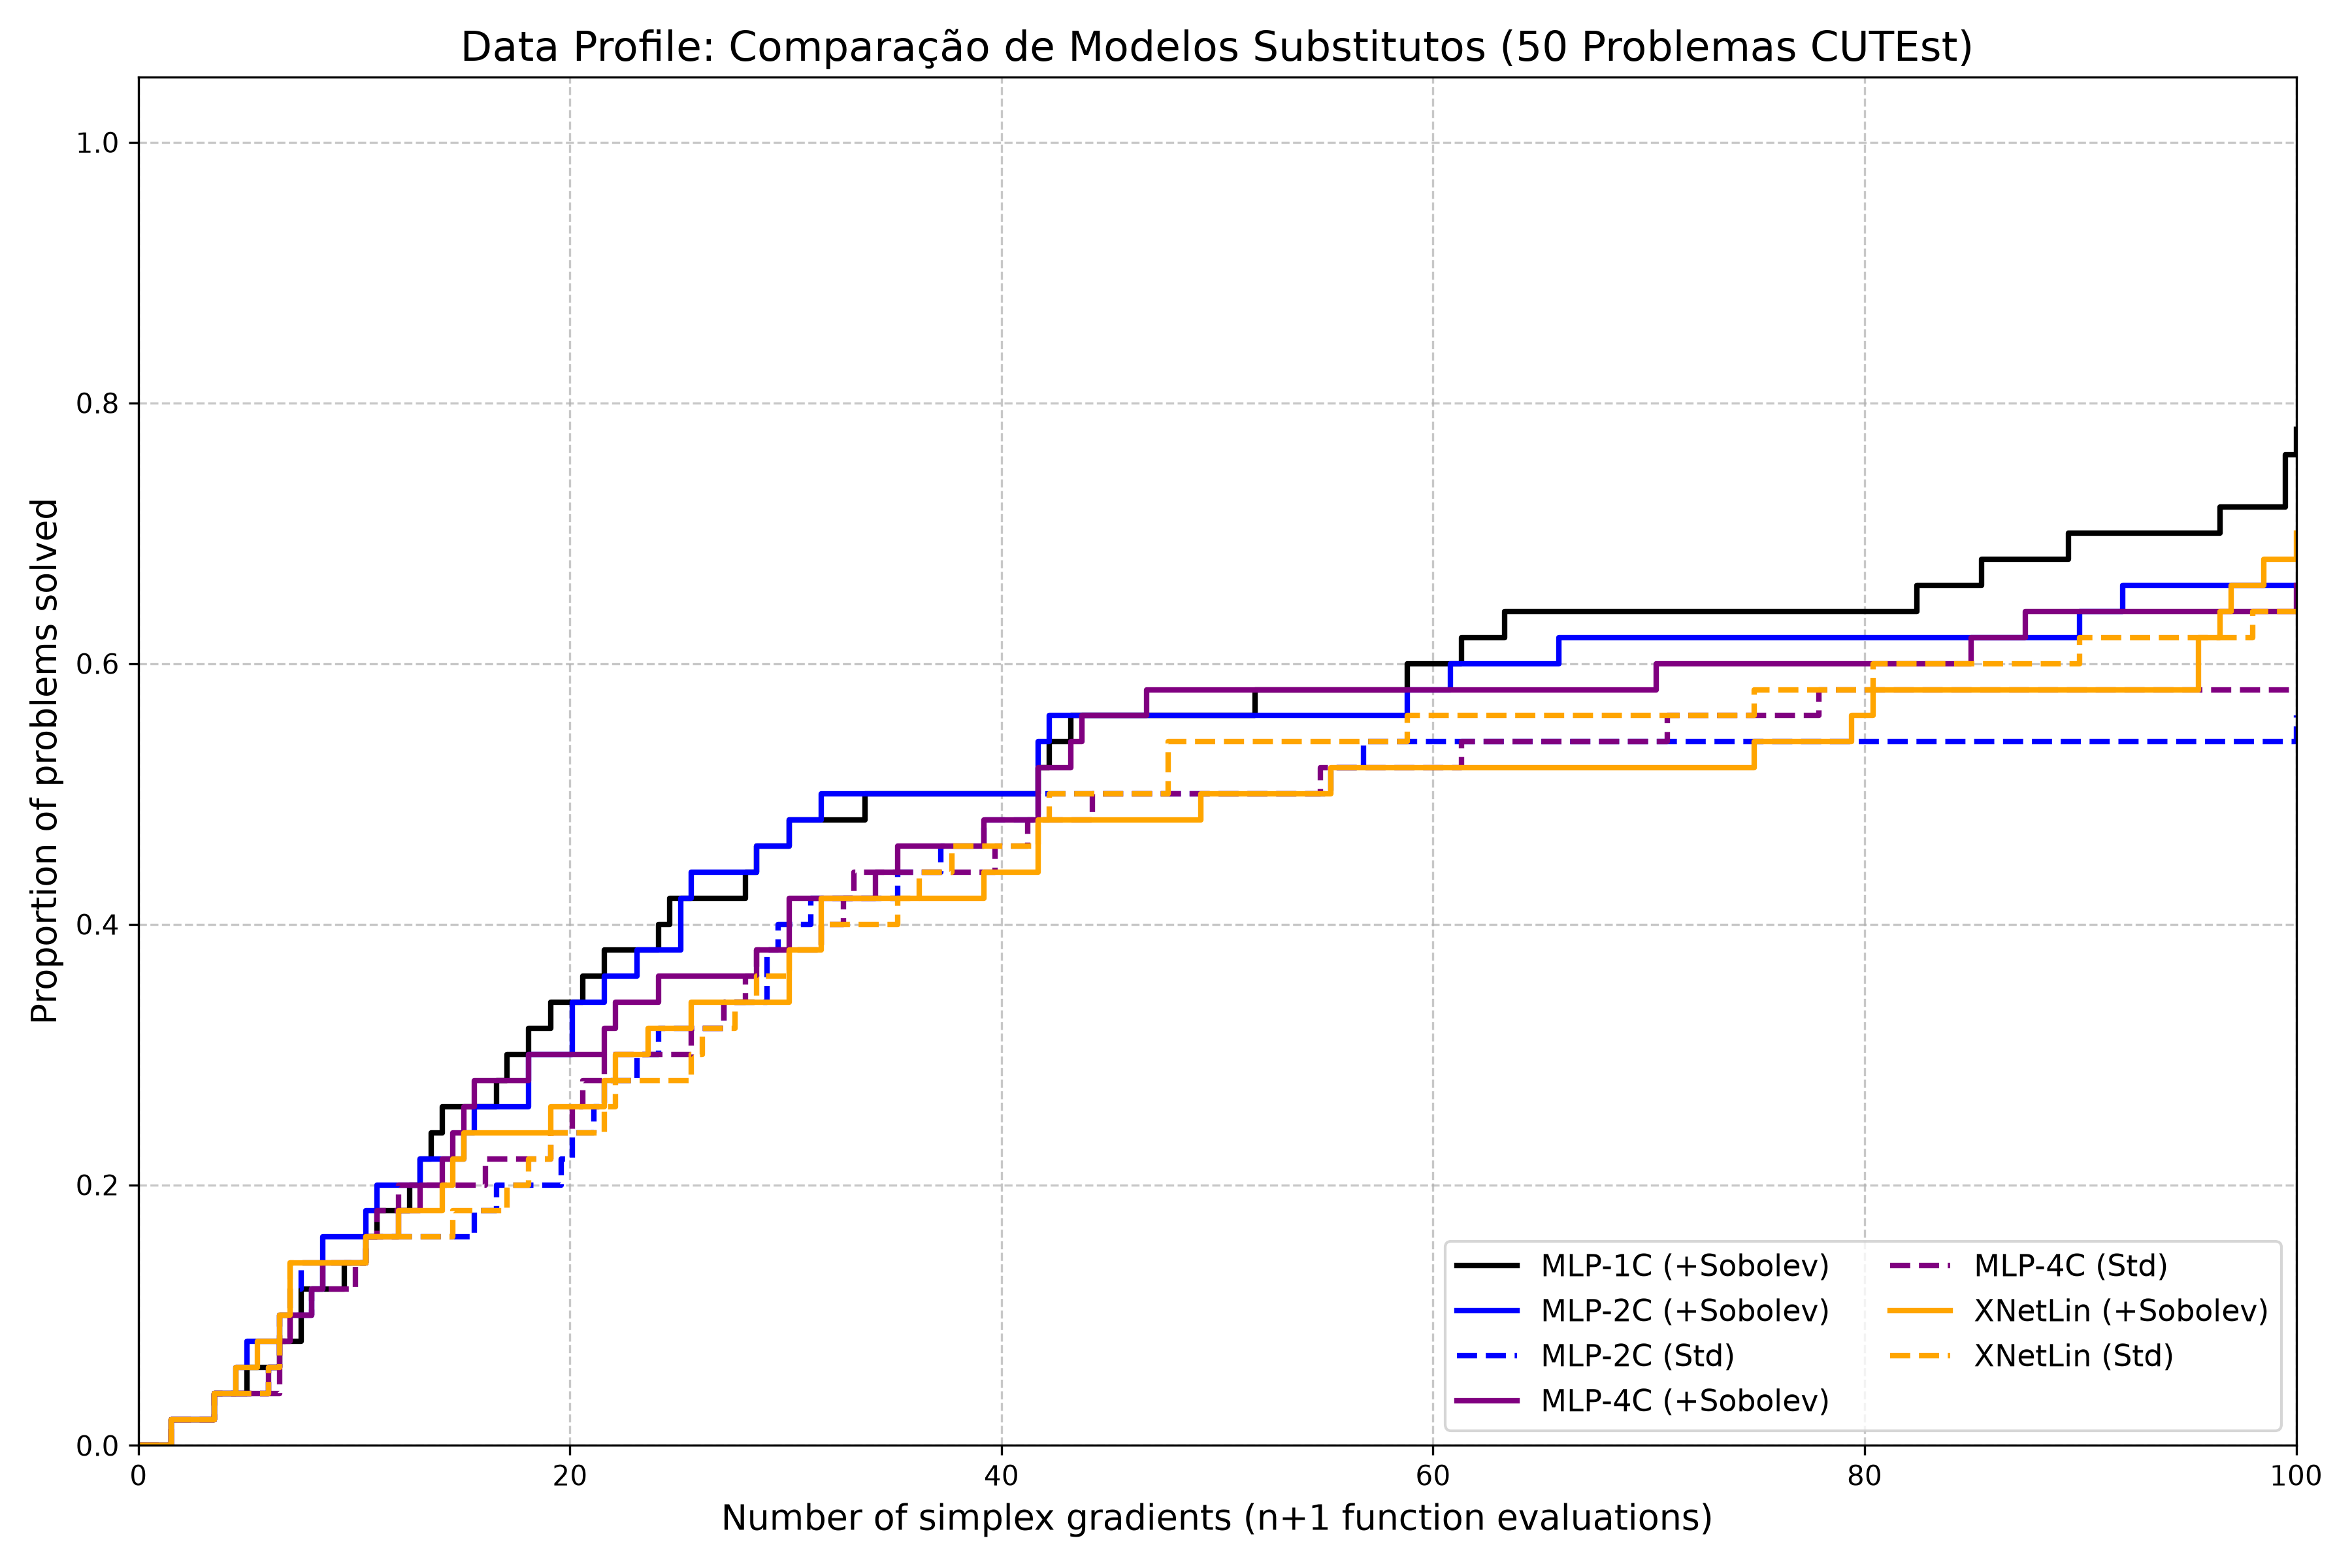 Data Profile: Comparação de Modelos Substitutos (50 Problemas CUTEst)
Proportion of problems solved
1.0
0.8
0.6
0.4
0.2
0.0
0
20
40
60
80
100
Number of simplex gradients (n+1 function evaluations)
MLP-1C (+Sobolev)
MLP-2C (+Sobolev)
MLP-2C (Std)
MLP-4C (+Sobolev)
MLP-4C (Std)
XNetLin (+Sobolev)
XNetLin (Std)